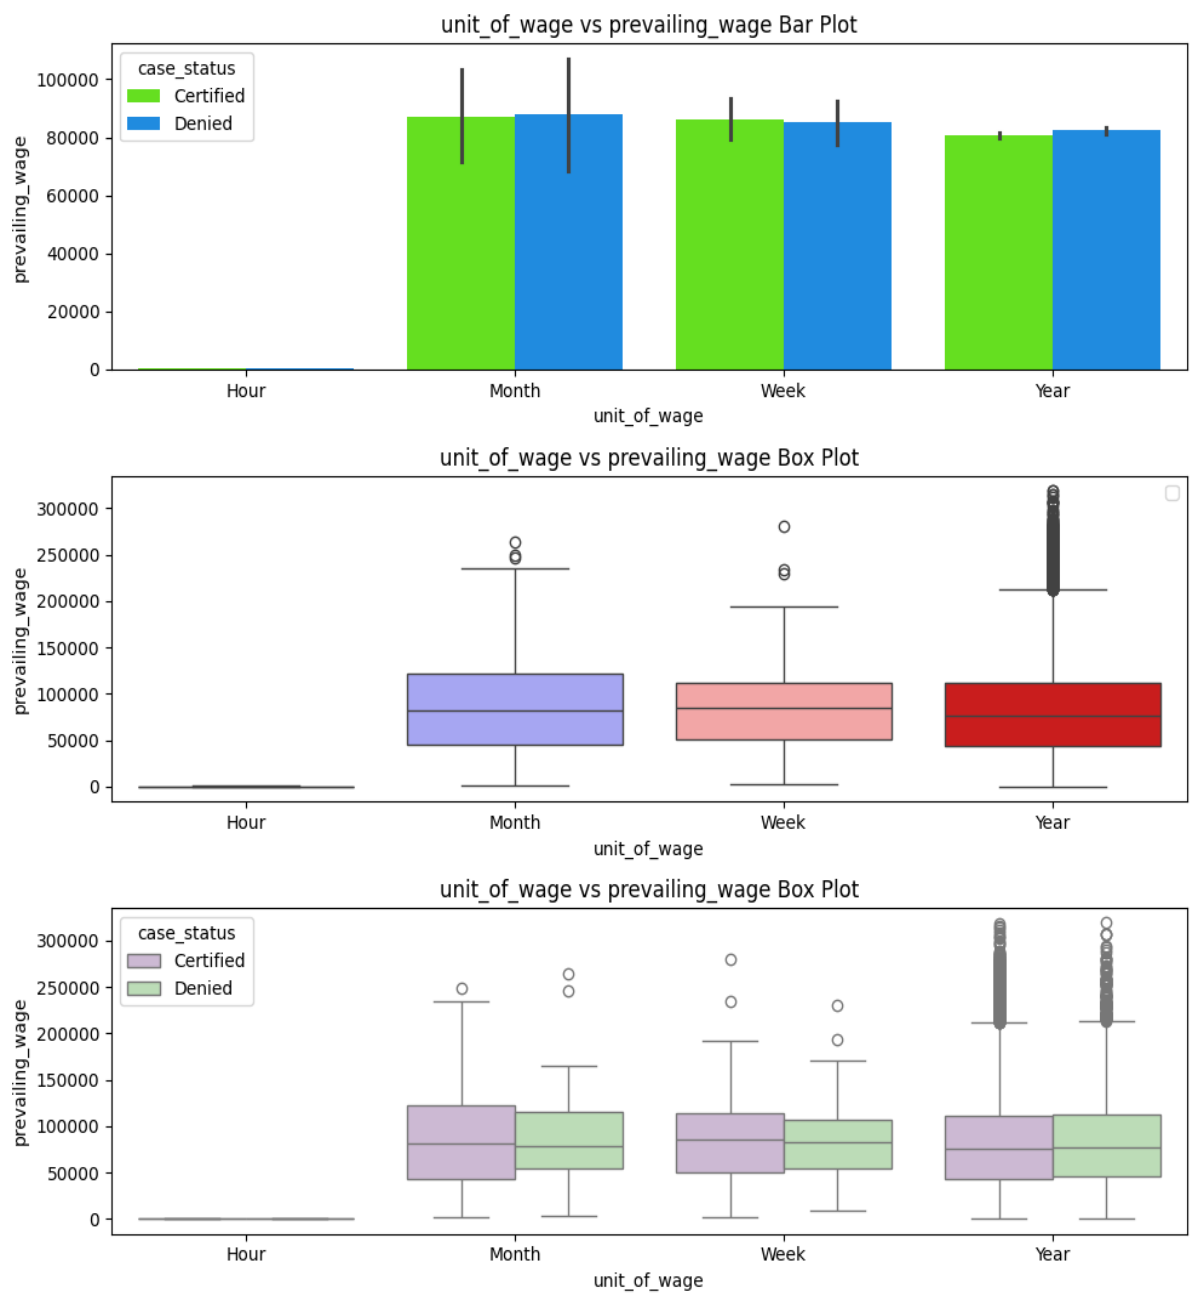 unit_of_wage vs prevailing_wage Bar Plot
case_status
Certified
Denied
prevailing_wage
100000
80000
60000
40000
20000
0
Hour Month Week Year
unit_of_wage
unit_of_wage vs prevailing_wage Box Plot
prevailing_wage
300000
250000
200000
150000
100000
50000
0
Hour Month Week Year
unit_of_wage
unit_of_wage vs prevailing_wage Box Plot
case_status
Certified
Denied
prevailing_wage
300000
250000
200000
150000
100000
50000
0
Hour Month Week Year
unit_of_wage